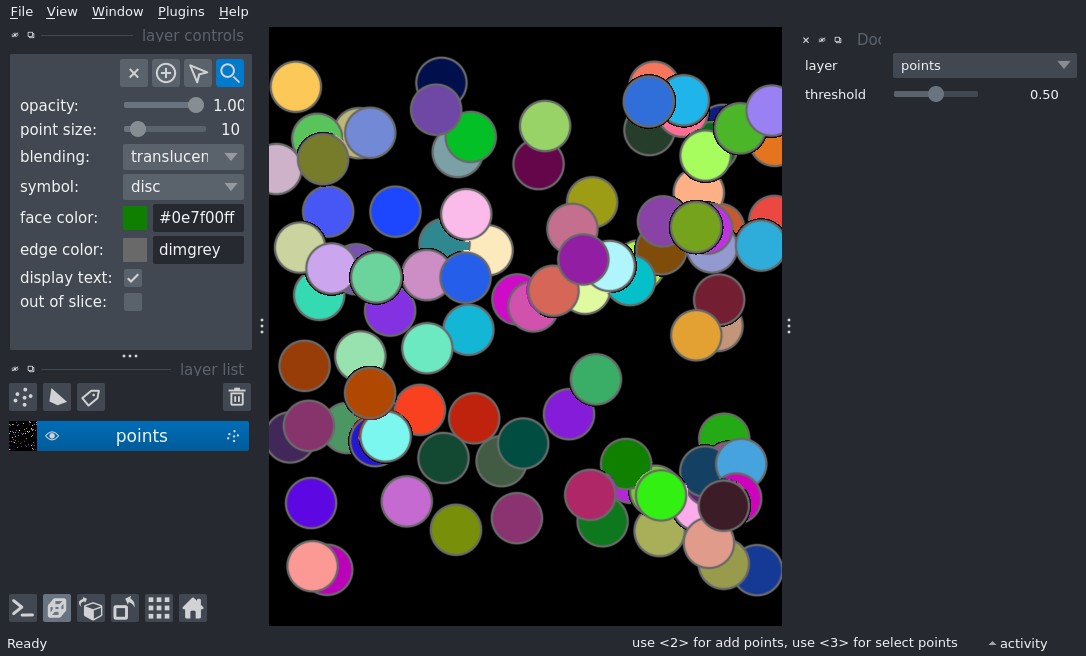 File View Window Plugins Help
layer controls
opacity: 1.00
point size: 10
blending: translucen
symbol: disc
face color: #0e7f00ff
edge color: dimgrey
display text:
out of slice:
layer list
points
layer points
threshold 0.50
Ready
use <2> for add points, use <3> for select points
activity